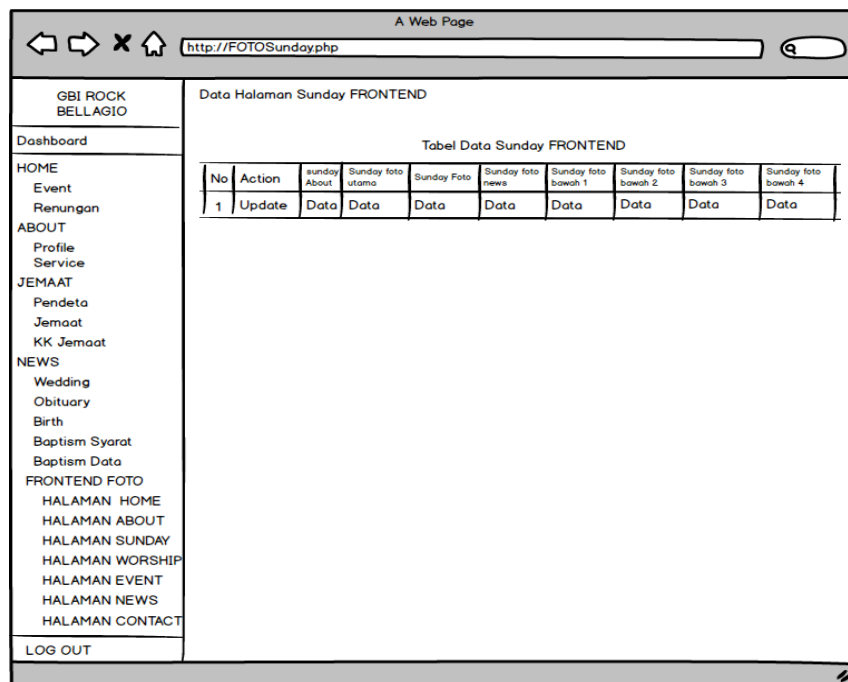 A Web Page
http://FOTOSunday.php
GBI ROCK
BELLAGIO
Dashboard
HOME
Event
Renungan
ABOUT
Profile
Service
JEMAAT
Pendeta
Jemaat
KK Jemaat
NEWS
Wedding
Obituary
Birth
Baptism Syarat
Baptism Data
FRONTEND FOTO
HALAMAN HOME
HALAMAN ABOUT
HALAMAN SUNDAY
HALAMAN WORSHIP
HALAMAN EVENT
HALAMAN NEWS
HALAMAN CONTACT
LOG OUT
Data Halaman Sunday FRONTEND
Tabel Data Sunday FRONTEND
No Action sunday About Sunday foto utama Sunday Foto Sunday foto news Sunday foto bawah 1 Sunday foto bawah 2 Sunday foto bawah 3 Sunday foto bawah 4
1 Update Data Data Data Data Data Data Data Data